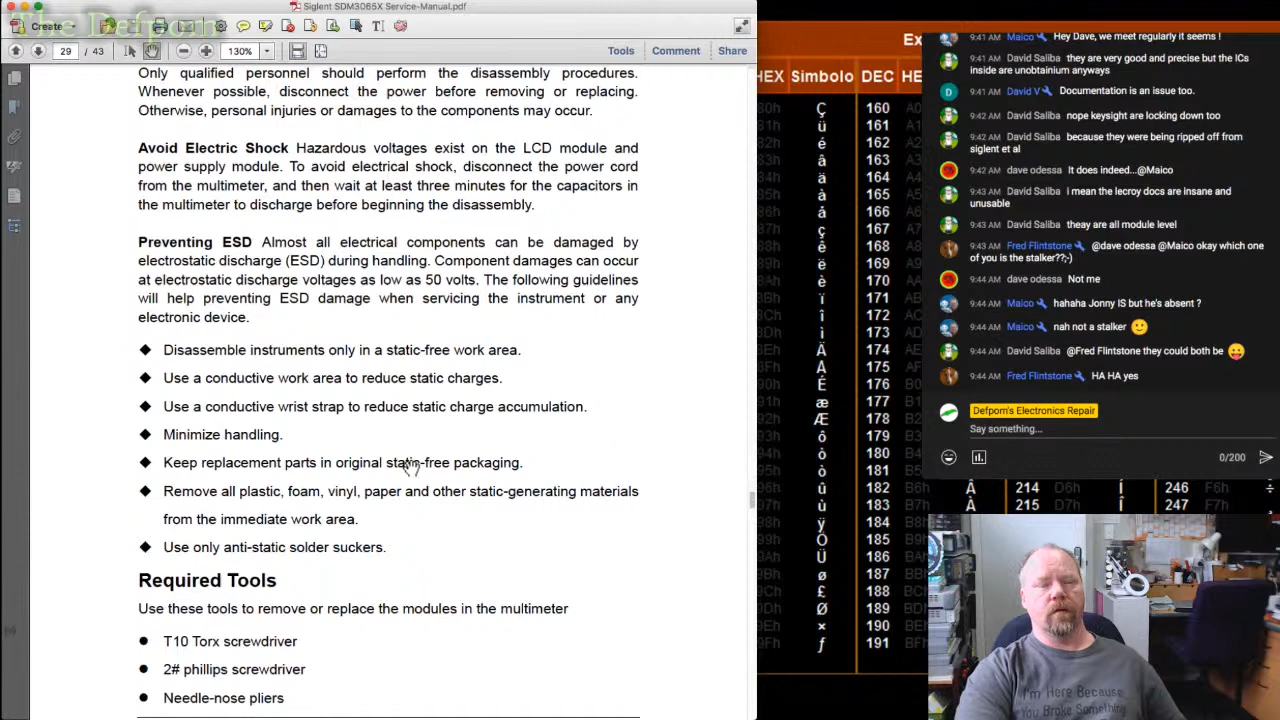 Siglent SDM3065X Service-Manual.pdf
The Defpom
Create
29 / 43
130%
Tools
Comment
Share
Only qualified personnel should perform the disassembly procedures.
Whenever possible, disconnect the power before removing or replacing.
Otherwise, personal injuries or damages to the components may occur.
Avoid Electric Shock Hazardous voltages exist on the LCD module and
power supply module. To avoid electrical shock, disconnect the power cord
from the multimeter, and then wait at least three minutes for the capacitors in
the multimeter to discharge before beginning the disassembly.
Preventing ESD Almost all electrical components can be damaged by
electrostatic discharge (ESD) during handling. Component damages can occur
at electrostatic discharge voltages as low as 50 volts. The following guidelines
will help preventing ESD damage when servicing the instrument or any
electronic device.
Disassemble instruments only in a static-free work area.
Use a conductive work area to reduce static charges.
Use a conductive wrist strap to reduce static charge accumulation.
Minimize handling.
Keep replacement parts in original static-free packaging.
Remove all plastic, foam, vinyl, paper and other static-generating materials
from the immediate work area.
Use only anti-static solder suckers.
Required Tools
Use these tools to remove or replace the modules in the multimeter
T10 Torx screwdriver
2# phillips screwdriver
Needle-nose pliers
Ex
HEX Simbolo DEC HE
Ç 160
ü 161
é 162
â 163
ä 164
à 165
å 166
ç 167
ê 168
ë 169
è 170
ï 171
î 172
ì 173
Ä 174
175
É 176
æ 177
Æ 178
ô 179
180
181
û 182 B6h Â 214 D6h Í 246 F6h ÷
ù 183 B7h À 215 D7h Î 247 F7h
ÿ 184
185
Ü 186
ø 187
£ 188
Ø 189
× 190
ƒ 191
9:41 AM Maico Hey Dave, we meet regularly it seems !
9:41 AM David Saliba they are very good and precise but the ICs
inside are unobtainium anyways
9:41 AM David V Documentation is an issue too.
9:42 AM David Saliba nope keysight are locking down too
9:42 AM David Saliba because they were being ripped off from
siglent et al
9:42 AM dave odessa It does indeed...@Maico
9:43 AM David Saliba i mean the lecroy docs are insane and
unusable
9:43 AM David Saliba theay are all module level
9:43 AM Fred Flintstone @dave odessa @Maico okay which one
of you is the stalker??;-)
9:44 AM dave odessa Not me
9:44 AM Maico hahaha Jonny IS but he's absent ?
9:44 AM Maico nah not a stalker
9:44 AM David Saliba @Fred Flintstone they could both be
9:44 AM Fred Flintstone HA HA yes
Defpom's Electronics Repair
Say something...
0/200
I'm Here Because
You Broke Something